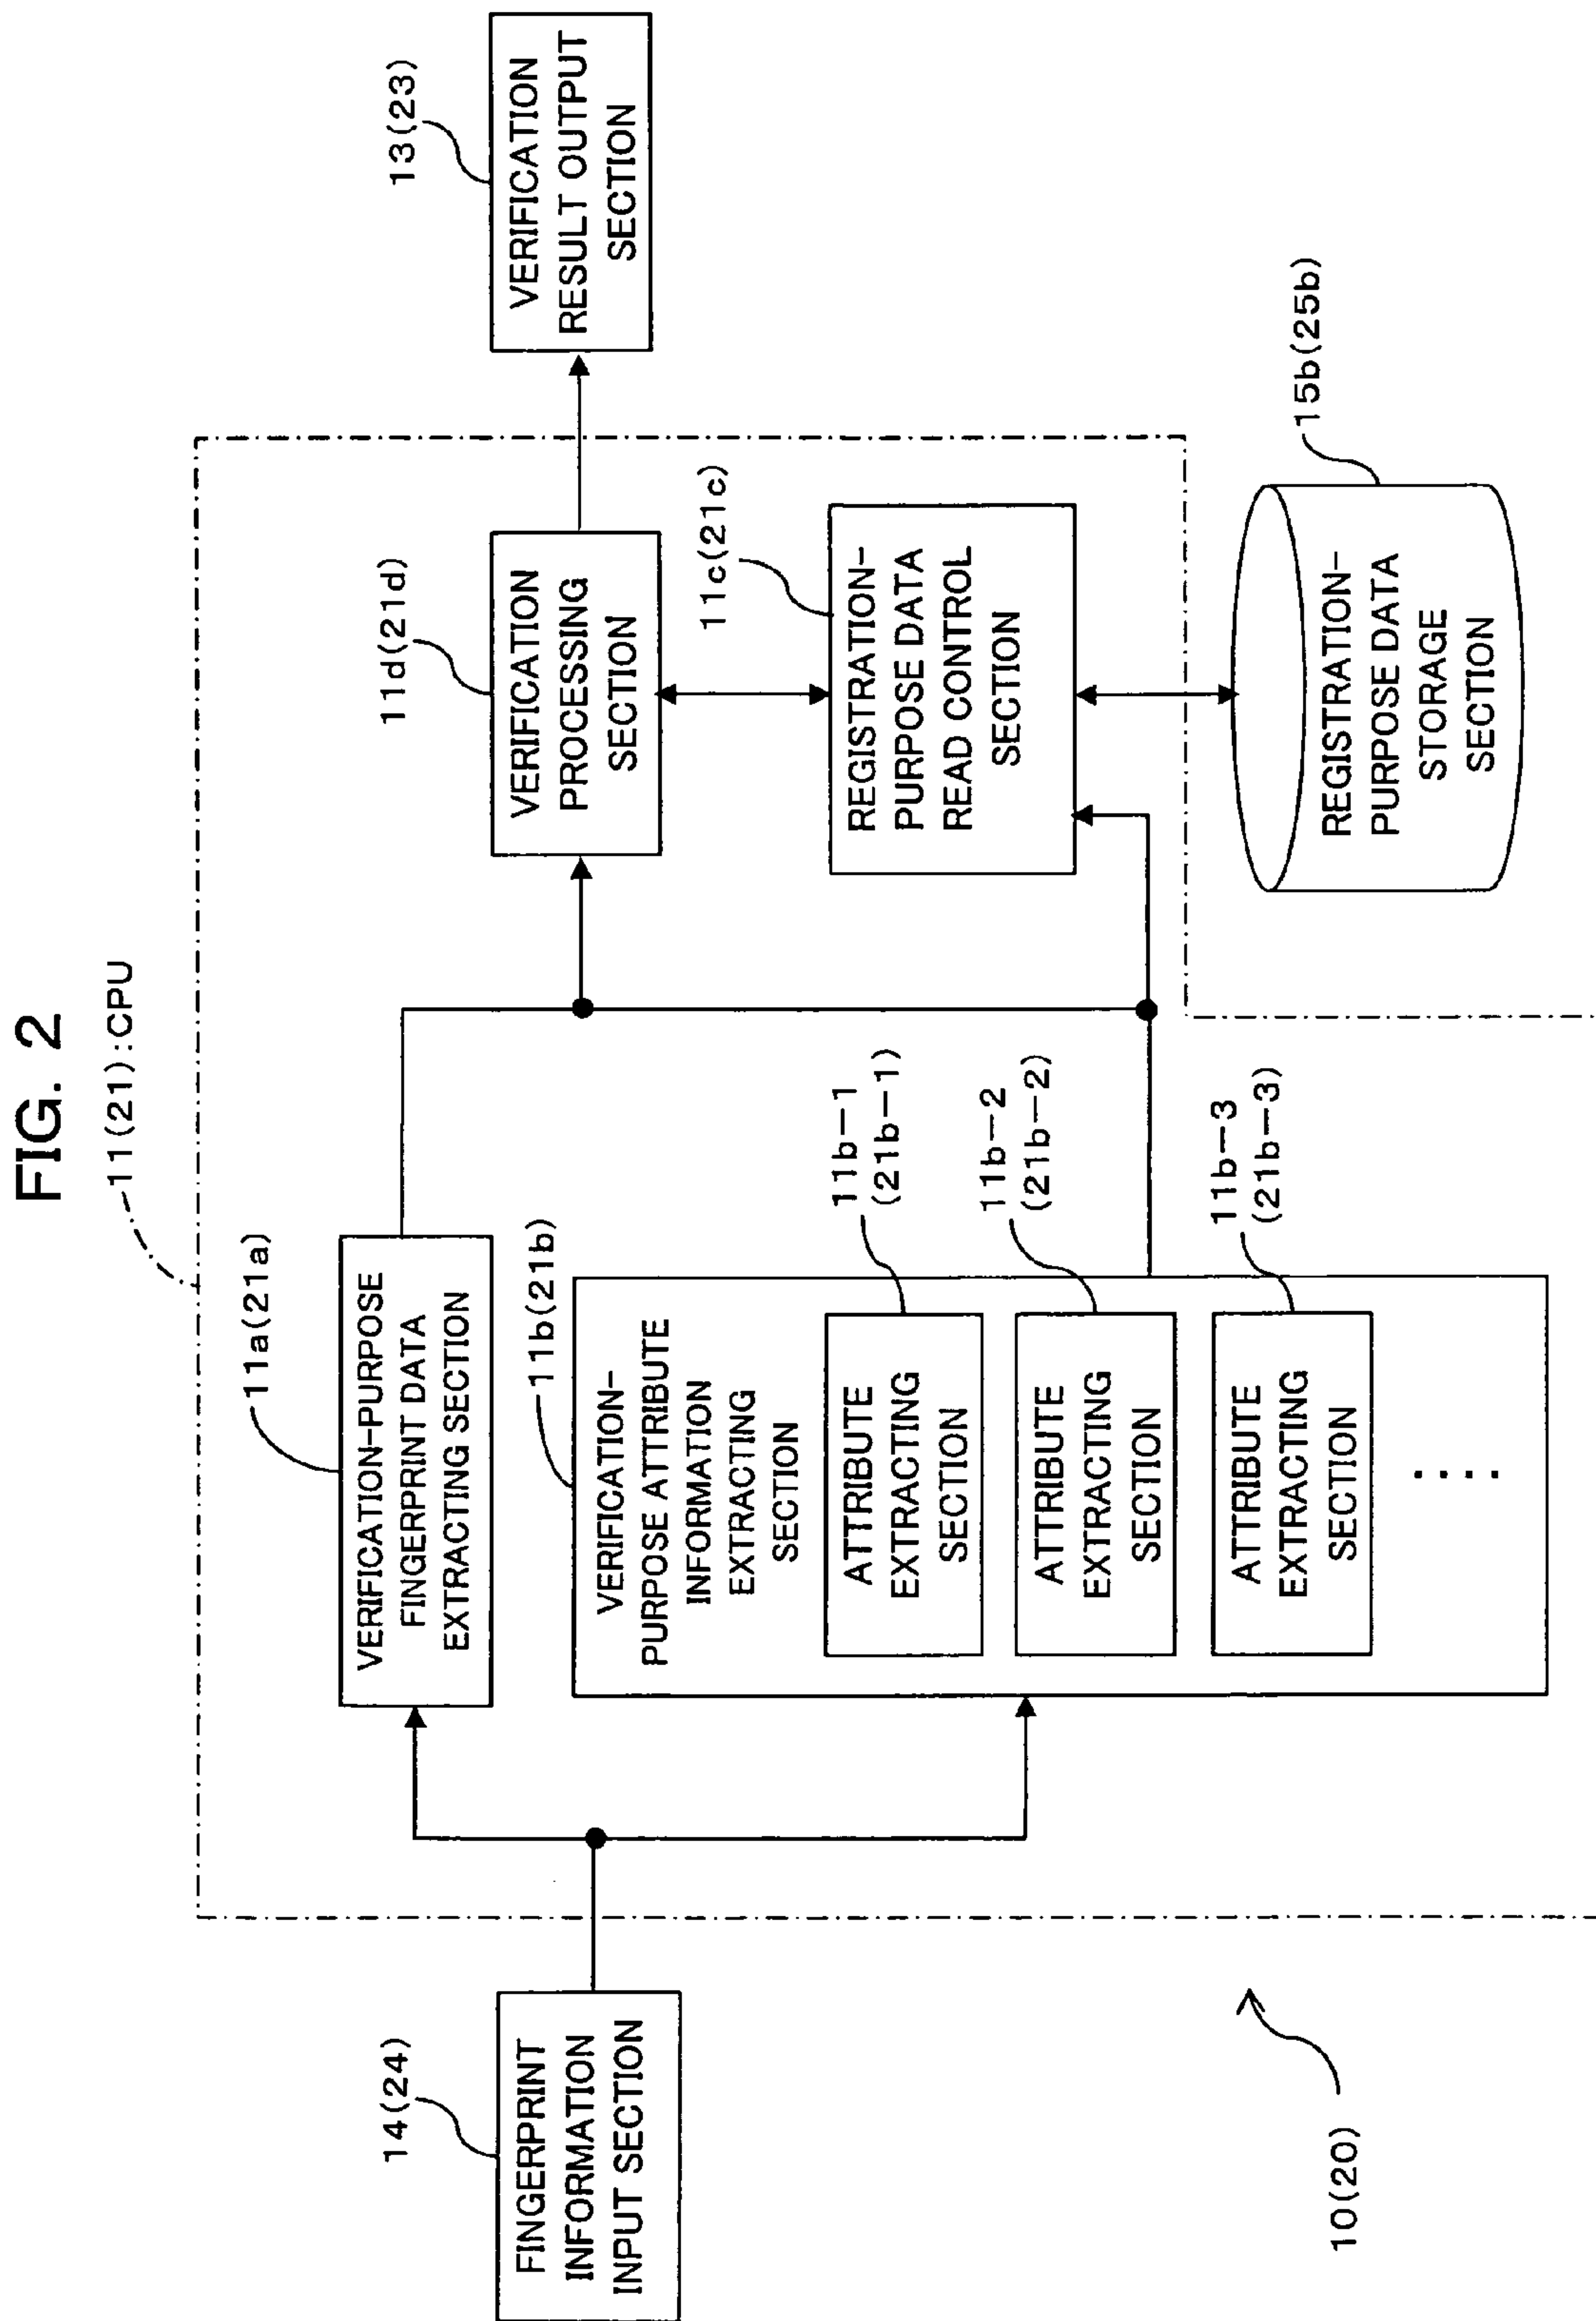 FIG. 2
11(21):CPU
14(24)
FINGERPRINT
INFORMATION
INPUT SECTION
11a(21a)
VERIFICATION-PURPOSE
FINGERPRINT DATA
EXTRACTING SECTION
11b(21b)
VERIFICATION-
PURPOSE ATTRIBUTE
INFORMATION
EXTRACTING
SECTION
11b-1
(21b-1)
ATTRIBUTE
EXTRACTING
SECTION
11b-2
(21b-2)
ATTRIBUTE
EXTRACTING
SECTION
11b-3
(21b-3)
ATTRIBUTE
EXTRACTING
SECTION
....
11d(21d)
VERIFICATION
PROCESSING
SECTION
11c(21c)
REGISTRATION-
PURPOSE DATA
READ CONTROL
SECTION
13(23)
VERIFICATION
RESULT OUTPUT
SECTION
15b(25b)
REGISTRATION-
PURPOSE DATA
STORAGE
SECTION
10(20)